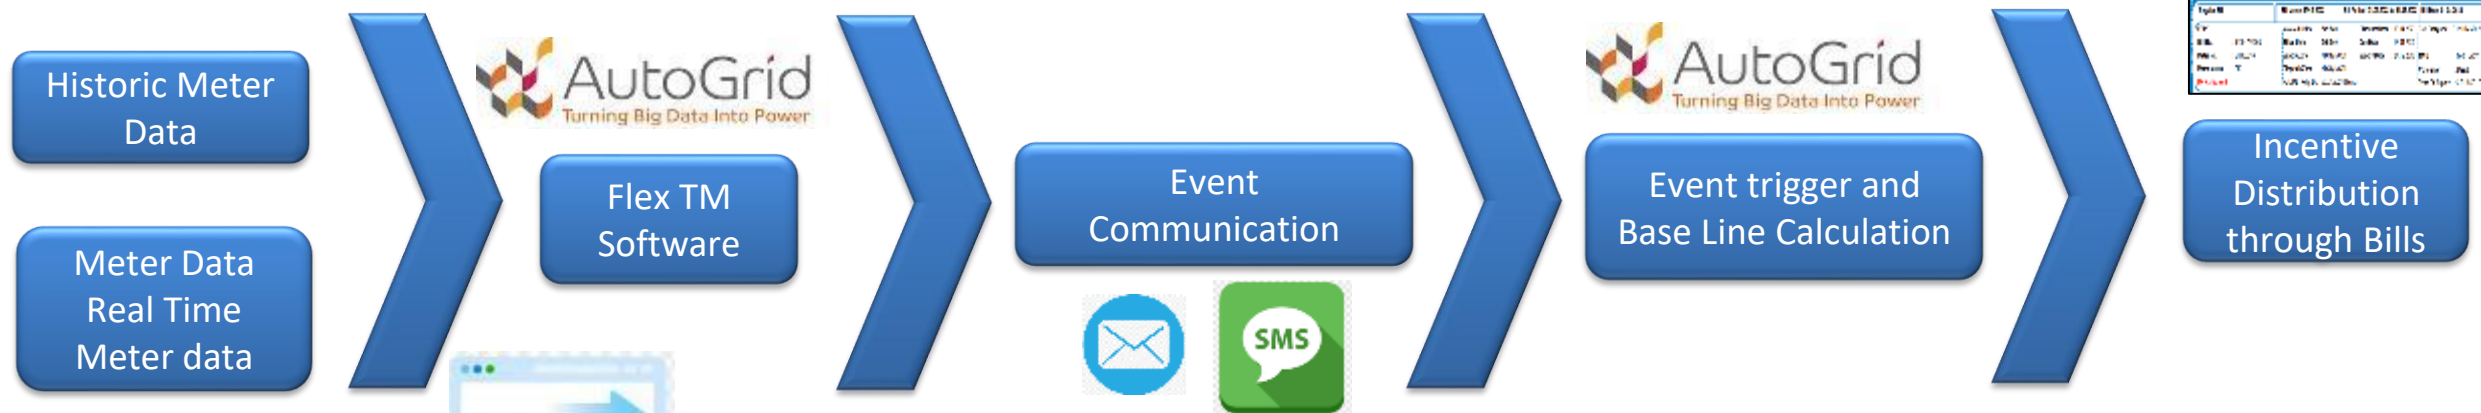 Historic Meter
Data
Meter Data
Real Time
Meter data
AutoGrid
Turning Big Data Into Power
Flex TM
Software
Event
Communication
SMS
AutoGrid
Turning Big Data Into Power
Event trigger and
Base Line Calculation
Incentive
Distribution
through Bills